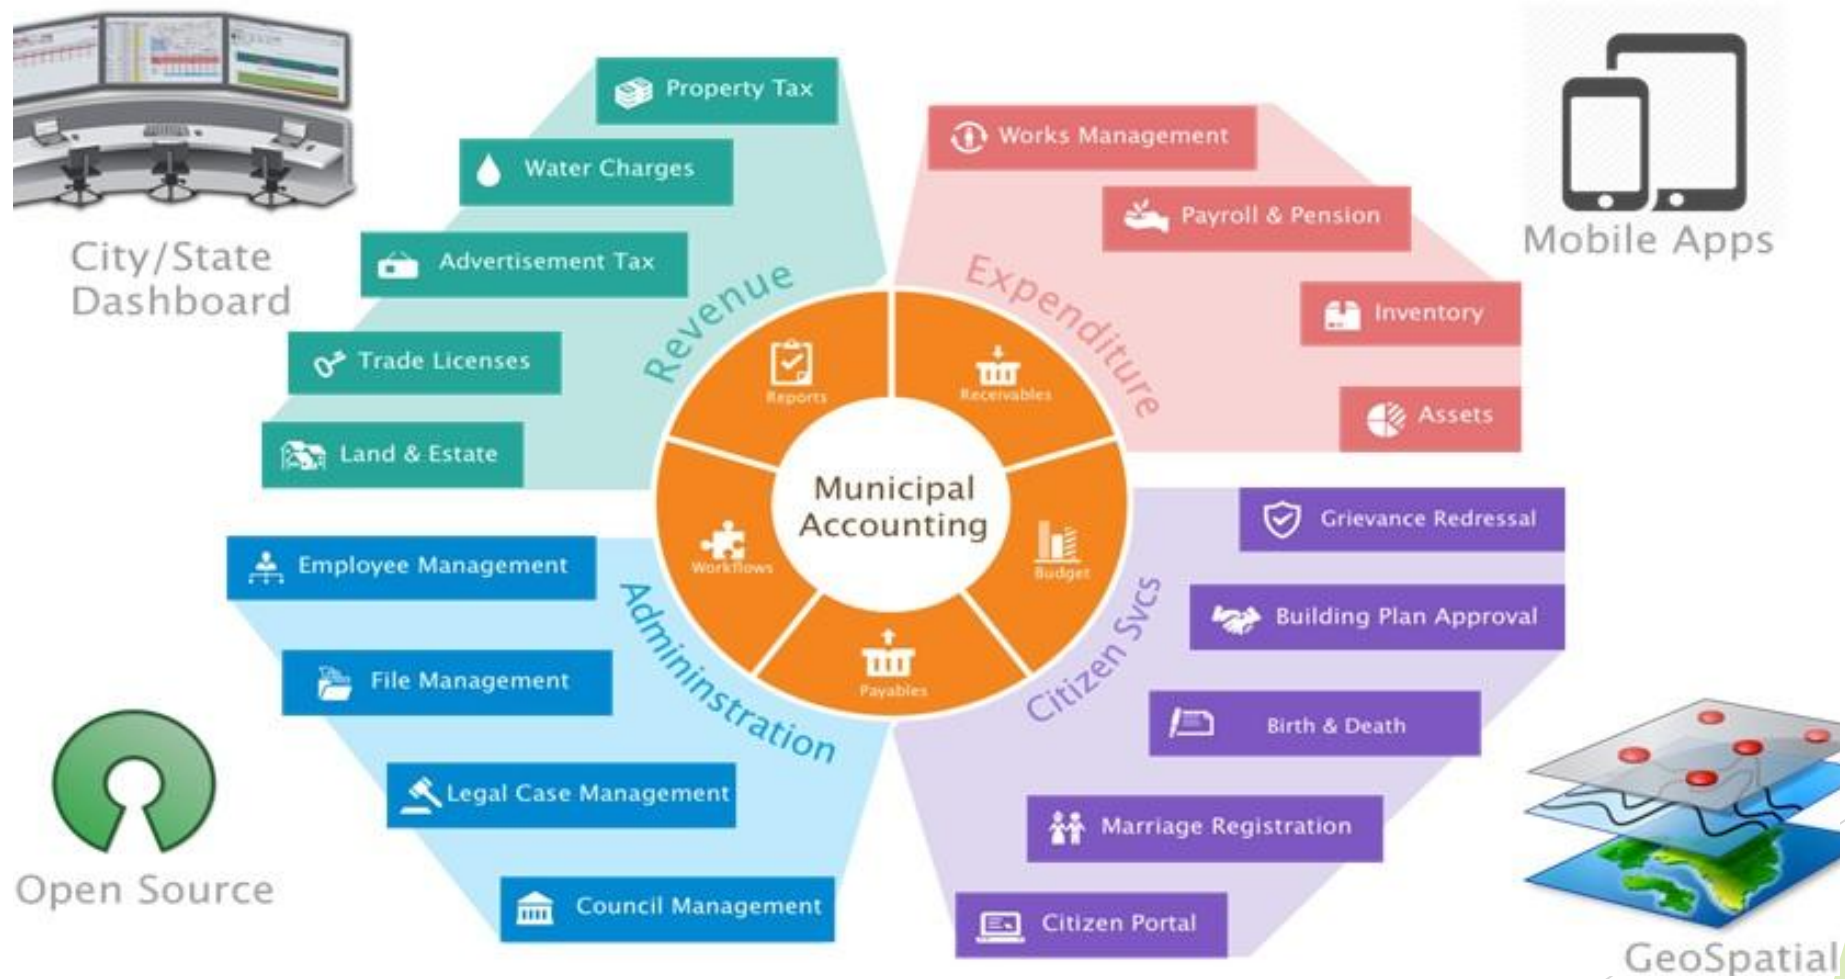 City/State
Dashboard
Property Tax
Water Charges
Advertisement Tax
Trade Licenses
Land & Estate
Revenue
Works Management
Payroll & Pension
Inventory
Assets
Expenditure
Mobile Apps
Reports
Receivables
Workflows
Budget
Payables
Municipal
Accounting
Employee Management
File Management
Legal Case Management
Council Management
Admininstration
Grievance Redressal
Building Plan Approval
Birth & Death
Marriage Registration
Citizen Portal
Citizen Svcs
Open Source
GeoSpatial